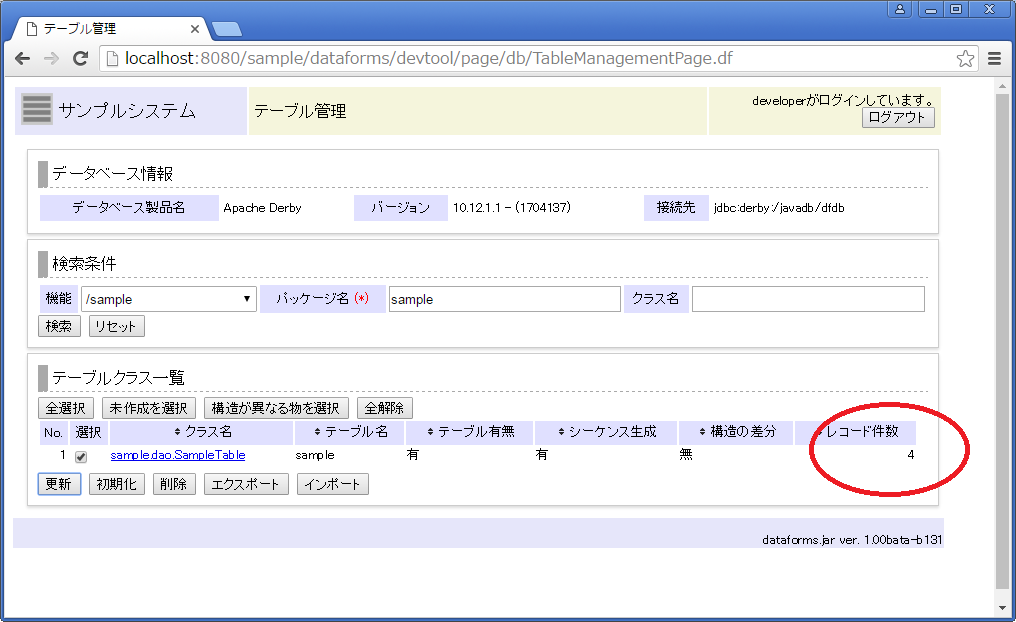 テーブル管理
localhost:8080/sample/dataforms/devtool/page/db/TableManagementPage.df
サンプルシステム テーブル管理 developerがログインしています。
ログアウト
データベース情報
データベース製品名 Apache Derby バージョン 10.12.1.1 - (1704137) 接続先 jdbc:derby:/javadb/dfdb
検索条件
機能 /sample パッケージ名 (*) sample クラス名
検索 リセット
テーブルクラス一覧
全選択 未作成を選択 構造が異なる物を選択 全解除
No. 選択 クラス名 テーブル名 テーブル有無 シーケンス生成 構造の差分 レコード件数
1 sample.dao.SampleTable sample 有 有 無 4
更新 初期化 削除 エクスポート インポート
dataforms.jar ver. 1.00bata-b131